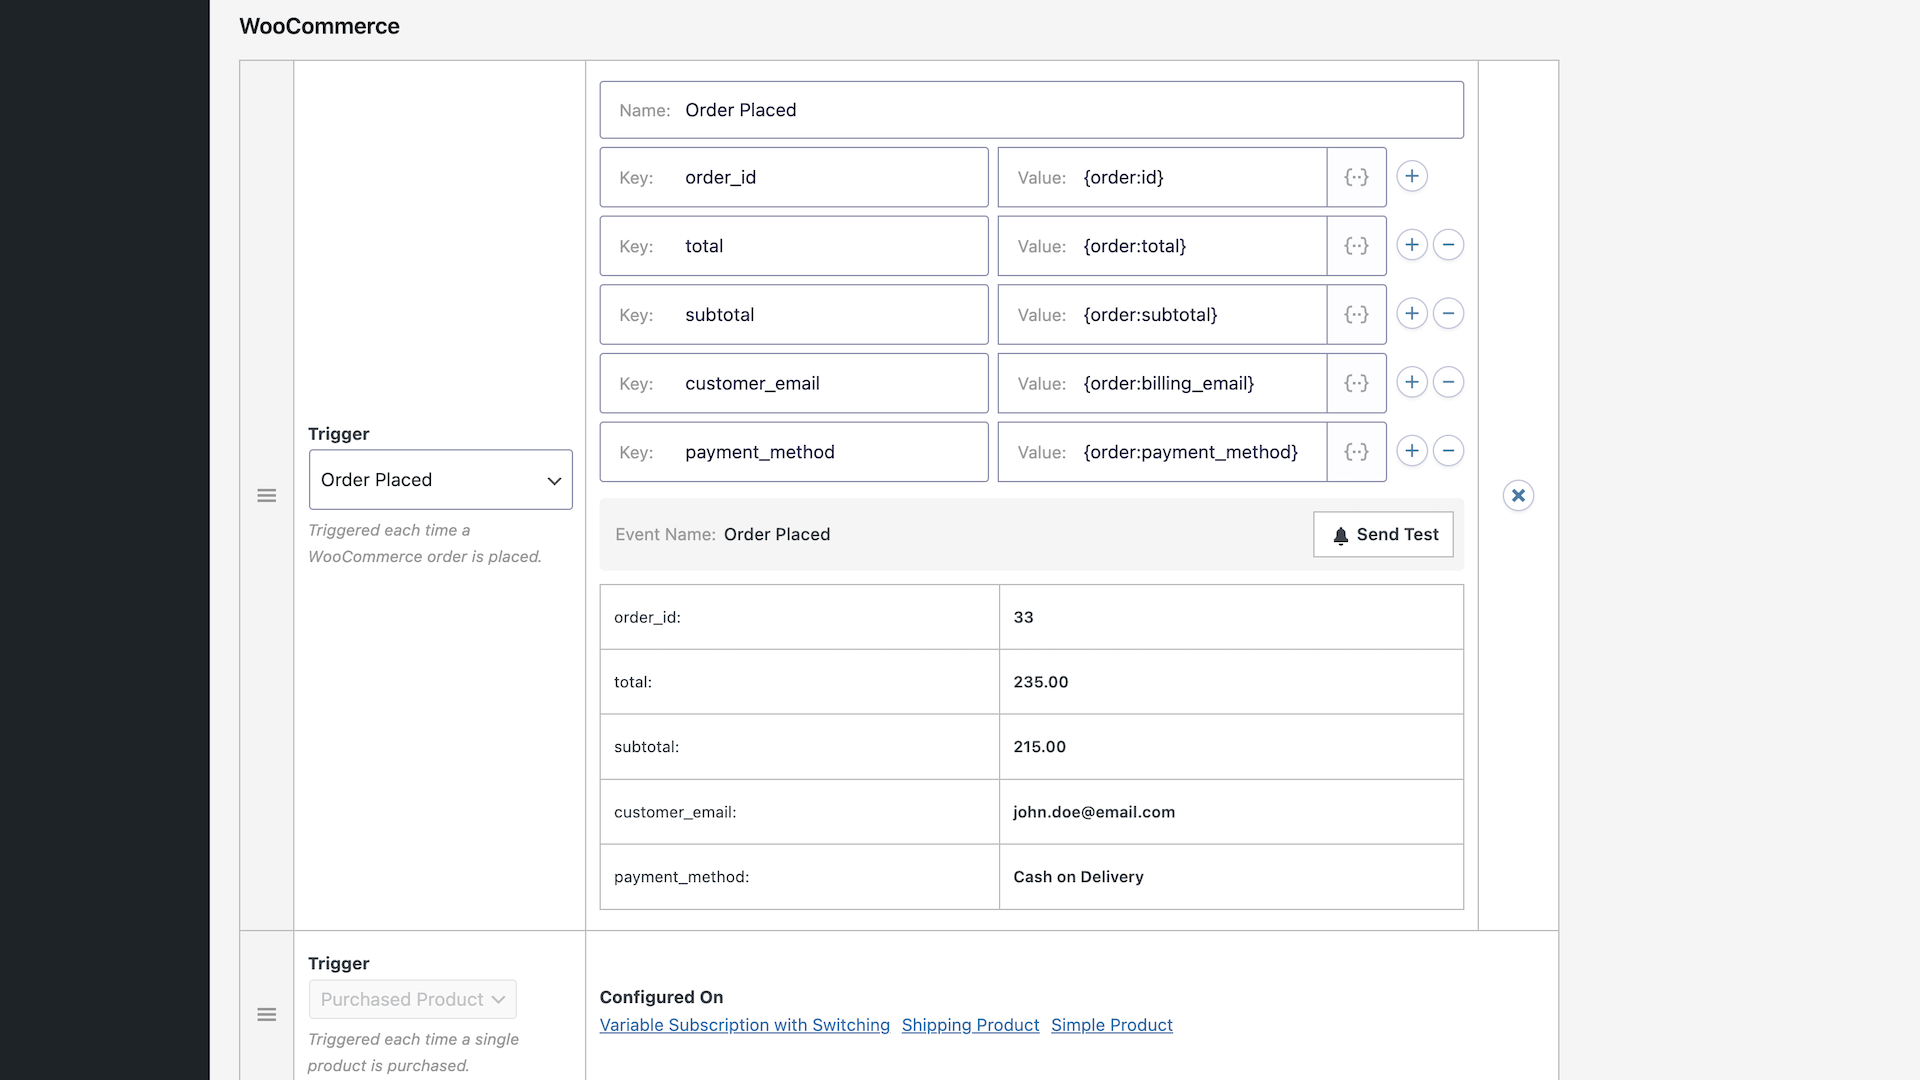 WooCommerce
Name: Order Placed
Key: order_id Value: {order:id}
Key: total Value: {order:total}
Key: subtotal Value: {order:subtotal}
Key: customer_email Value: {order:billing_email}
Key: payment_method Value: {order:payment_method}
Trigger
Order Placed
Triggered each time a
WooCommerce order is placed.
Event Name: Order Placed Send Test
order_id: 33
total: 235.00
subtotal: 215.00
customer_email: john.doe@email.com
payment_method: Cash on Delivery
Trigger
Purchased Product
Triggered each time a single
product is purchased.
Configured On
Variable Subscription with Switching Shipping Product Simple Product